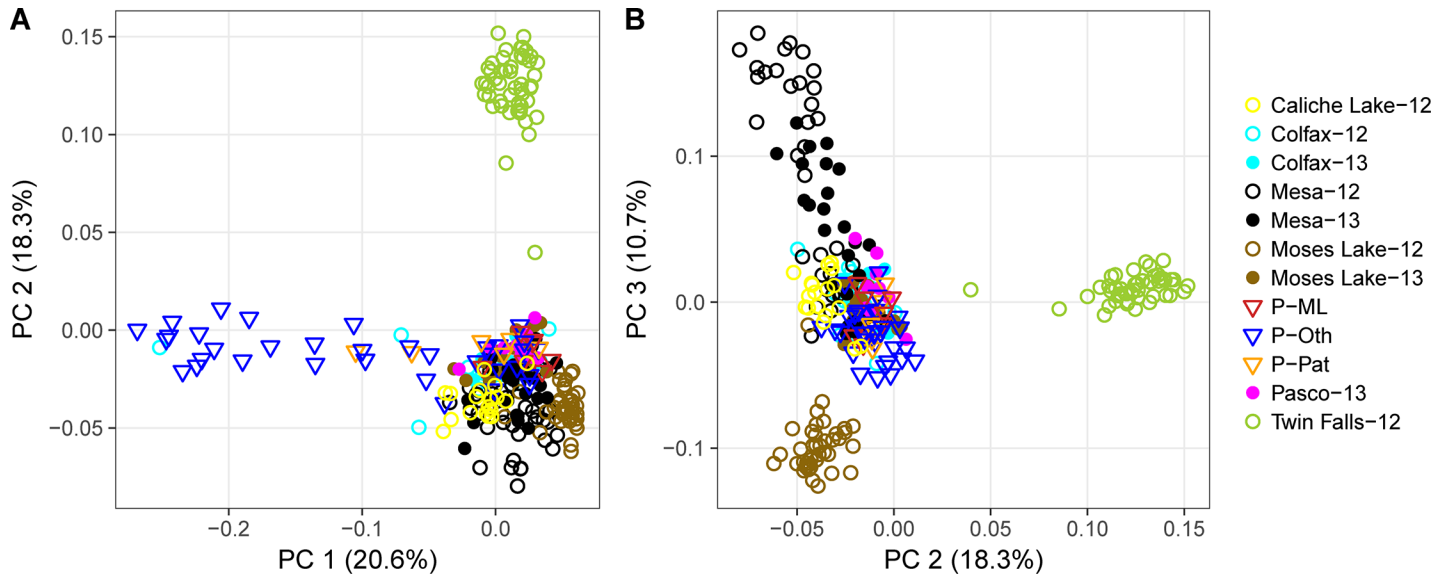 A
B
0.15
0.10
0.05
0.00
−0.05
PC 2 (18.3%)
−0.2
−0.1
0.0
PC 1 (20.6%)
0.1
0.0
−0.1
PC 3 (10.7%)
−0.05
0.00
0.05
0.10
0.15
PC 2 (18.3%)
Caliche Lake−12
Colfax−12
Colfax−13
Mesa−12
Mesa−13
Moses Lake−12
Moses Lake−13
P−ML
P−Oth
P−Pat
Pasco−13
Twin Falls−12